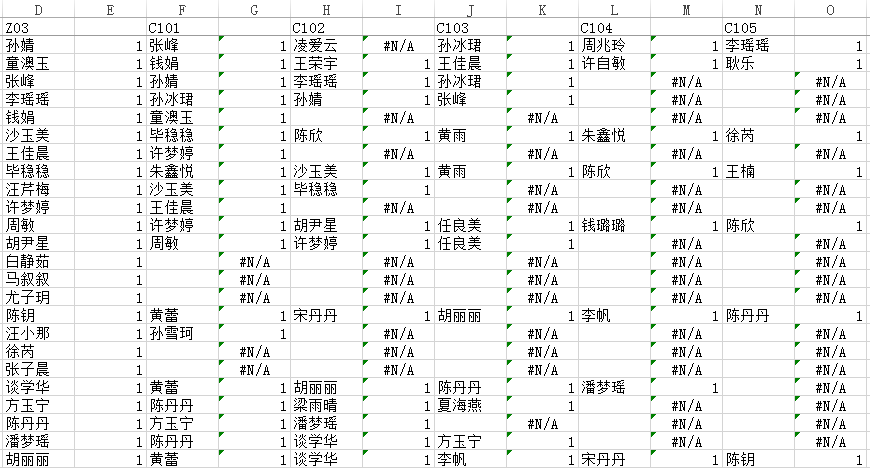 D E F G H I J K L M N O
Z03 C101 C102 C103 C104 C105
孙婧 1 张峰 1 凌爱云 #N/A 孙冰珺 1 周兆玲 1 李瑶瑶 1
童澳玉 1 钱娟 1 王荣宇 1 王佳晨 1 许自敏 1 耿乐 1
张峰 1 孙婧 1 李瑶瑶 1 孙冰珺 1 #N/A #N/A
李瑶瑶 1 孙冰珺 1 孙婧 1 张峰 1 #N/A #N/A
钱娟 1 童澳玉 1 #N/A #N/A #N/A #N/A
沙玉美 1 毕稳稳 1 陈欣 1 黄雨 1 朱鑫悦 1 徐芮 1
王佳晨 1 许梦婷 1 #N/A #N/A #N/A #N/A
毕稳稳 1 朱鑫悦 1 沙玉美 1 黄雨 1 陈欣 1 王楠 1
汪芹梅 1 沙玉美 1 毕稳稳 1 #N/A #N/A #N/A
许梦婷 1 王佳晨 1 #N/A #N/A #N/A #N/A
周敏 1 许梦婷 1 胡尹星 1 任良美 1 钱璐璐 1 陈欣 1
胡尹星 1 周敏 1 许梦婷 1 任良美 1 #N/A #N/A
白静茹 1 #N/A #N/A #N/A #N/A #N/A
马叙叙 1 #N/A #N/A #N/A #N/A #N/A
尤子玥 1 #N/A #N/A #N/A #N/A #N/A
陈钥 1 黄蕾 1 宋丹丹 1 胡丽丽 1 李帆 1 陈丹丹 1
汪小那 1 孙雪珂 1 #N/A #N/A #N/A #N/A
徐芮 1 #N/A #N/A #N/A #N/A #N/A
张子晨 1 #N/A #N/A #N/A #N/A #N/A
谈学华 1 黄蕾 1 胡丽丽 1 陈丹丹 1 潘梦瑶 1 #N/A
方玉宁 1 陈丹丹 1 梁雨晴 1 夏海燕 1 #N/A #N/A
陈丹丹 1 方玉宁 1 潘梦瑶 1 #N/A #N/A #N/A
潘梦瑶 1 陈丹丹 1 谈学华 1 方玉宁 1 #N/A #N/A
胡丽丽 1 黄蕾 1 谈学华 1 李帆 1 宋丹丹 1 陈钥 1